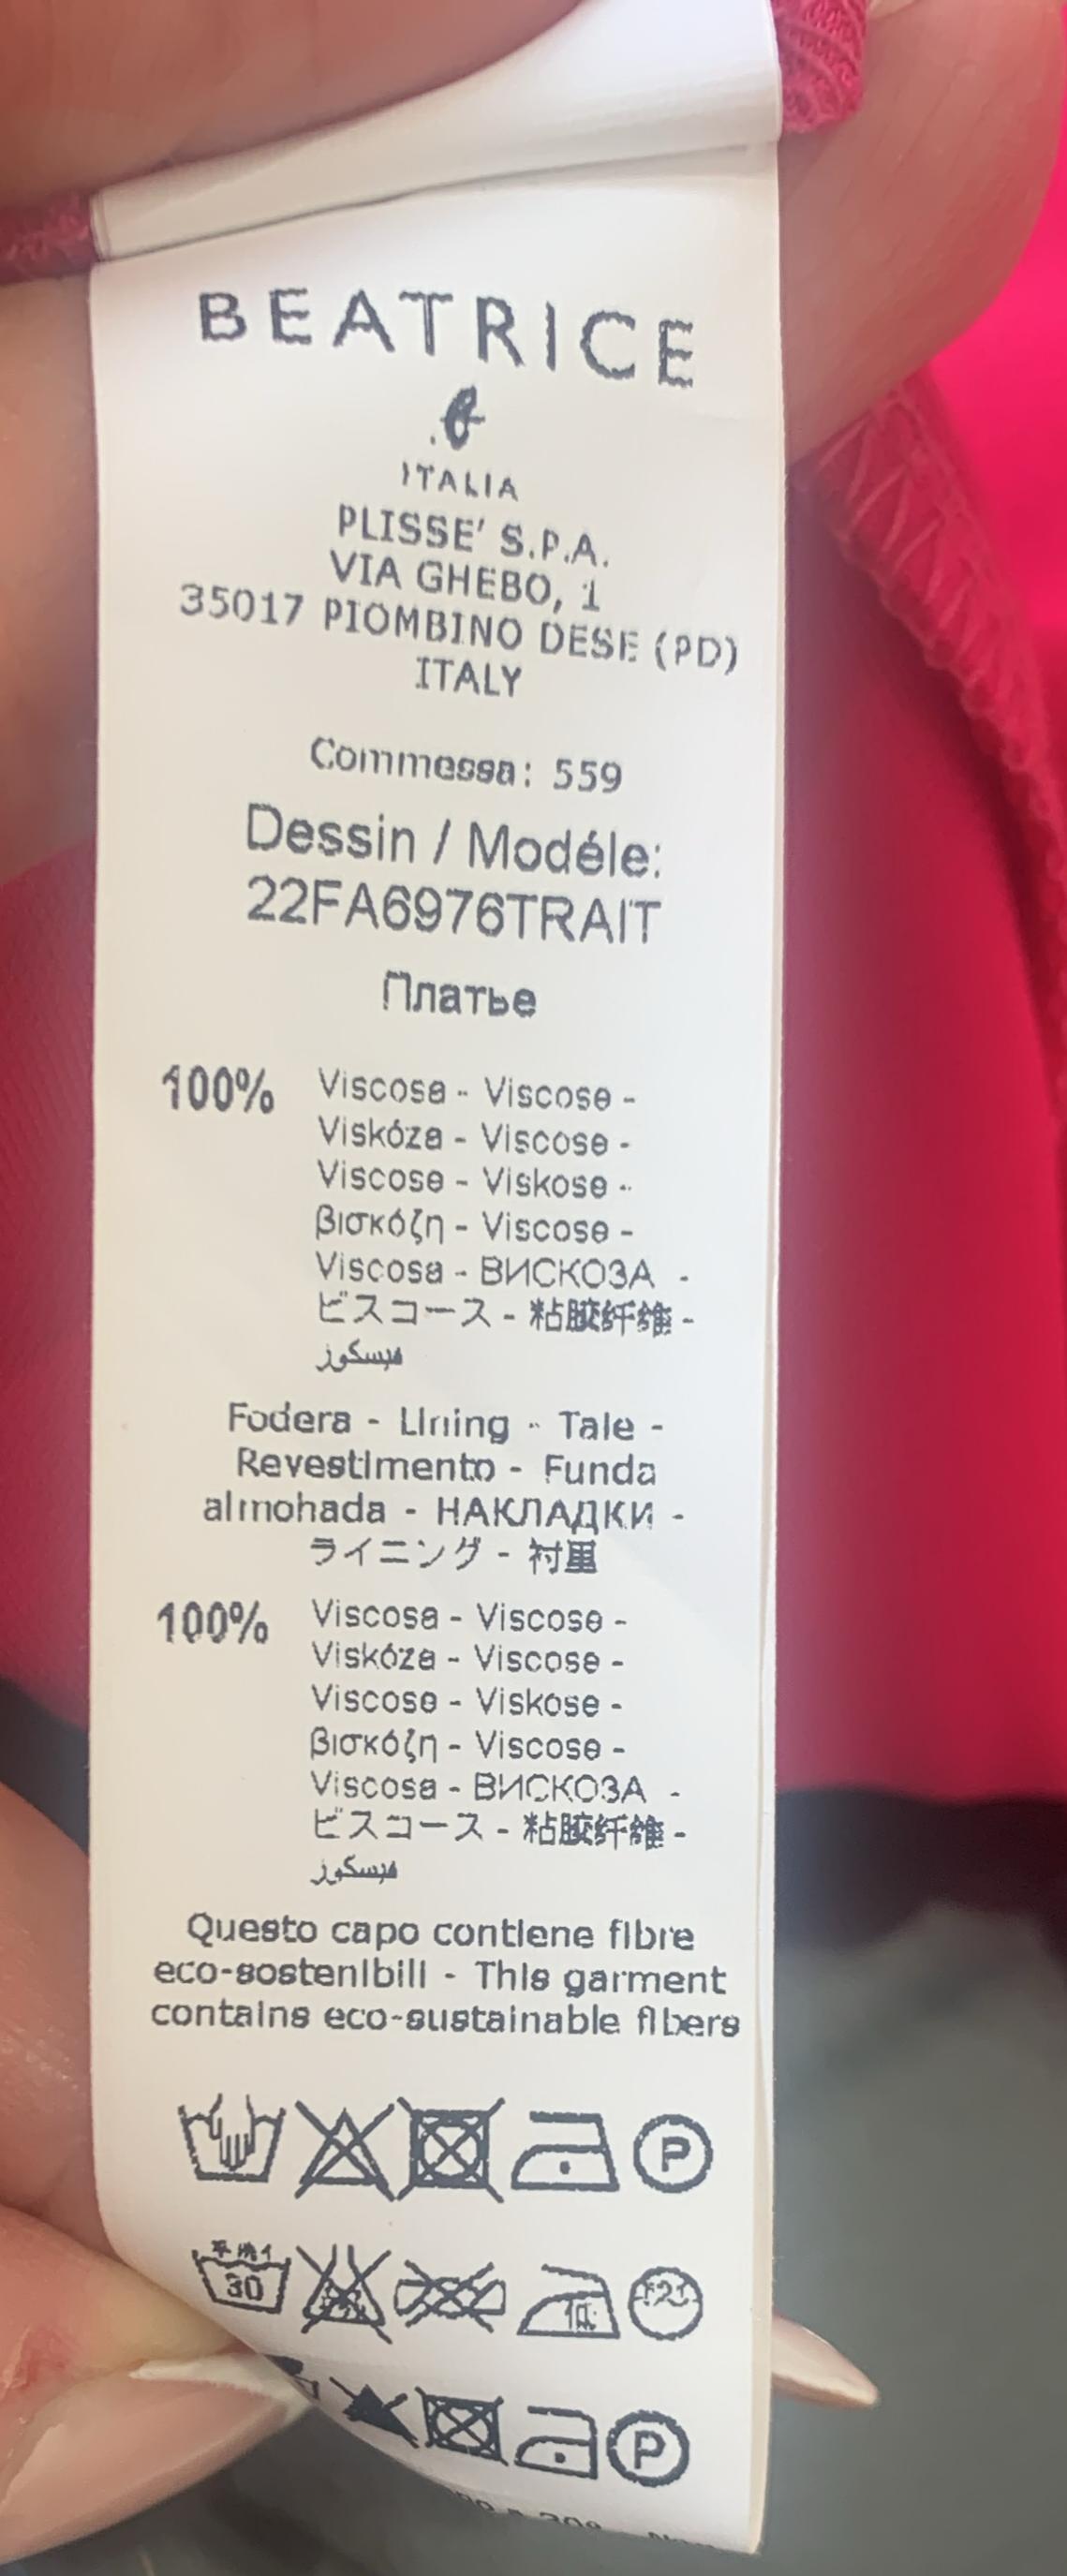 BEATRICE
.b
ITALIA
PLISSE' S.P.A.
VIA GHEBO, 1
35017 PIOMBINO DESE (PD)
ITALY
Commessa: 559
Dessin / Modéle:
22FA6976TRAIT
Платье
100% Viscosa - Viscose -
Viskóza - Viscose -
Viscose - Viskose -
βισκόζη - Viscose -
Viscosa - ВИСКОЗА -
ビスコース - 粘胶纤维 -
فيسكوز
Fodera - Lining - Tale -
Revestimento - Funda
almohada - НАКЛАДКИ -
ライニング - 衬里
100% Viscosa - Viscose -
Viskóza - Viscose -
Viscose - Viskose -
βισκόζη - Viscose -
Viscosa - ВИСКОЗА -
ビスコース - 粘胶纤维 -
فيسكوز
Questo capo contiene fibre
eco-sostenibili - This garment
contains eco-sustainable fibers
P
30 低
P